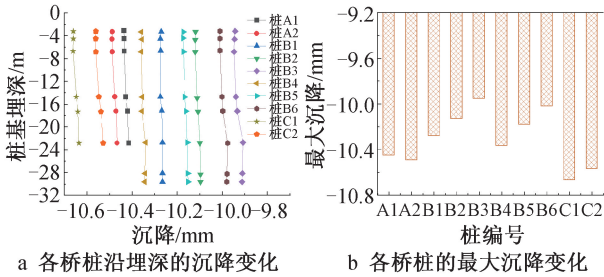 0
−4
−8
−12
−16
−20
−24
−28
−32
桩基埋深/m
−10.6 −10.4 −10.2 −10.0 −9.8
沉降/mm
桩A1
桩A2
桩B1
桩B2
桩B3
桩B4
桩B5
桩B6
桩C1
桩C2
a 各桥桩沿埋深的沉降变化
−9.2
−9.6
−10.0
−10.4
−10.8
最大沉降/mm
A1 A2 B1 B2 B3 B4 B5 B6 C1 C2
桩编号
b 各桥桩的最大沉降变化